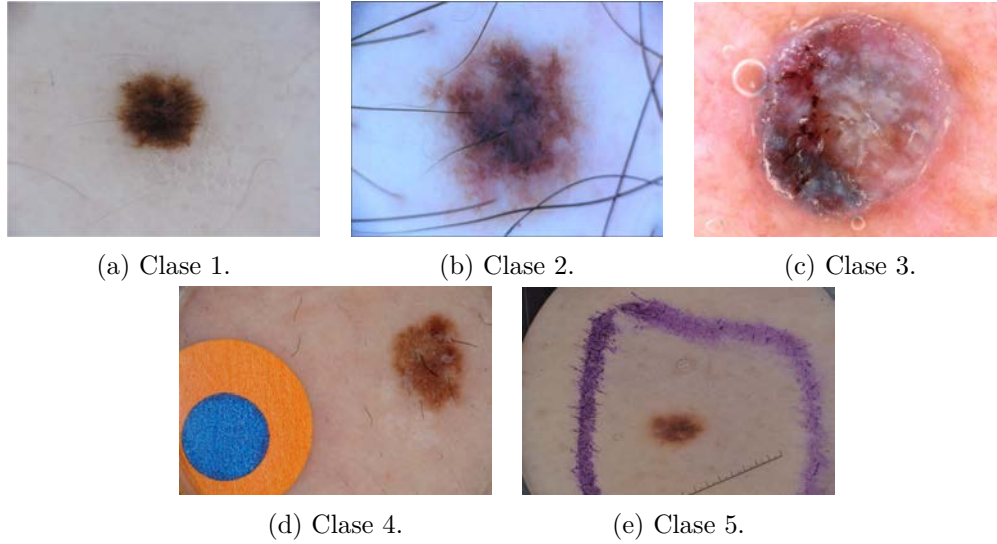 (a) Clase 1.
(b) Clase 2.
(c) Clase 3.
(d) Clase 4.
(e) Clase 5.